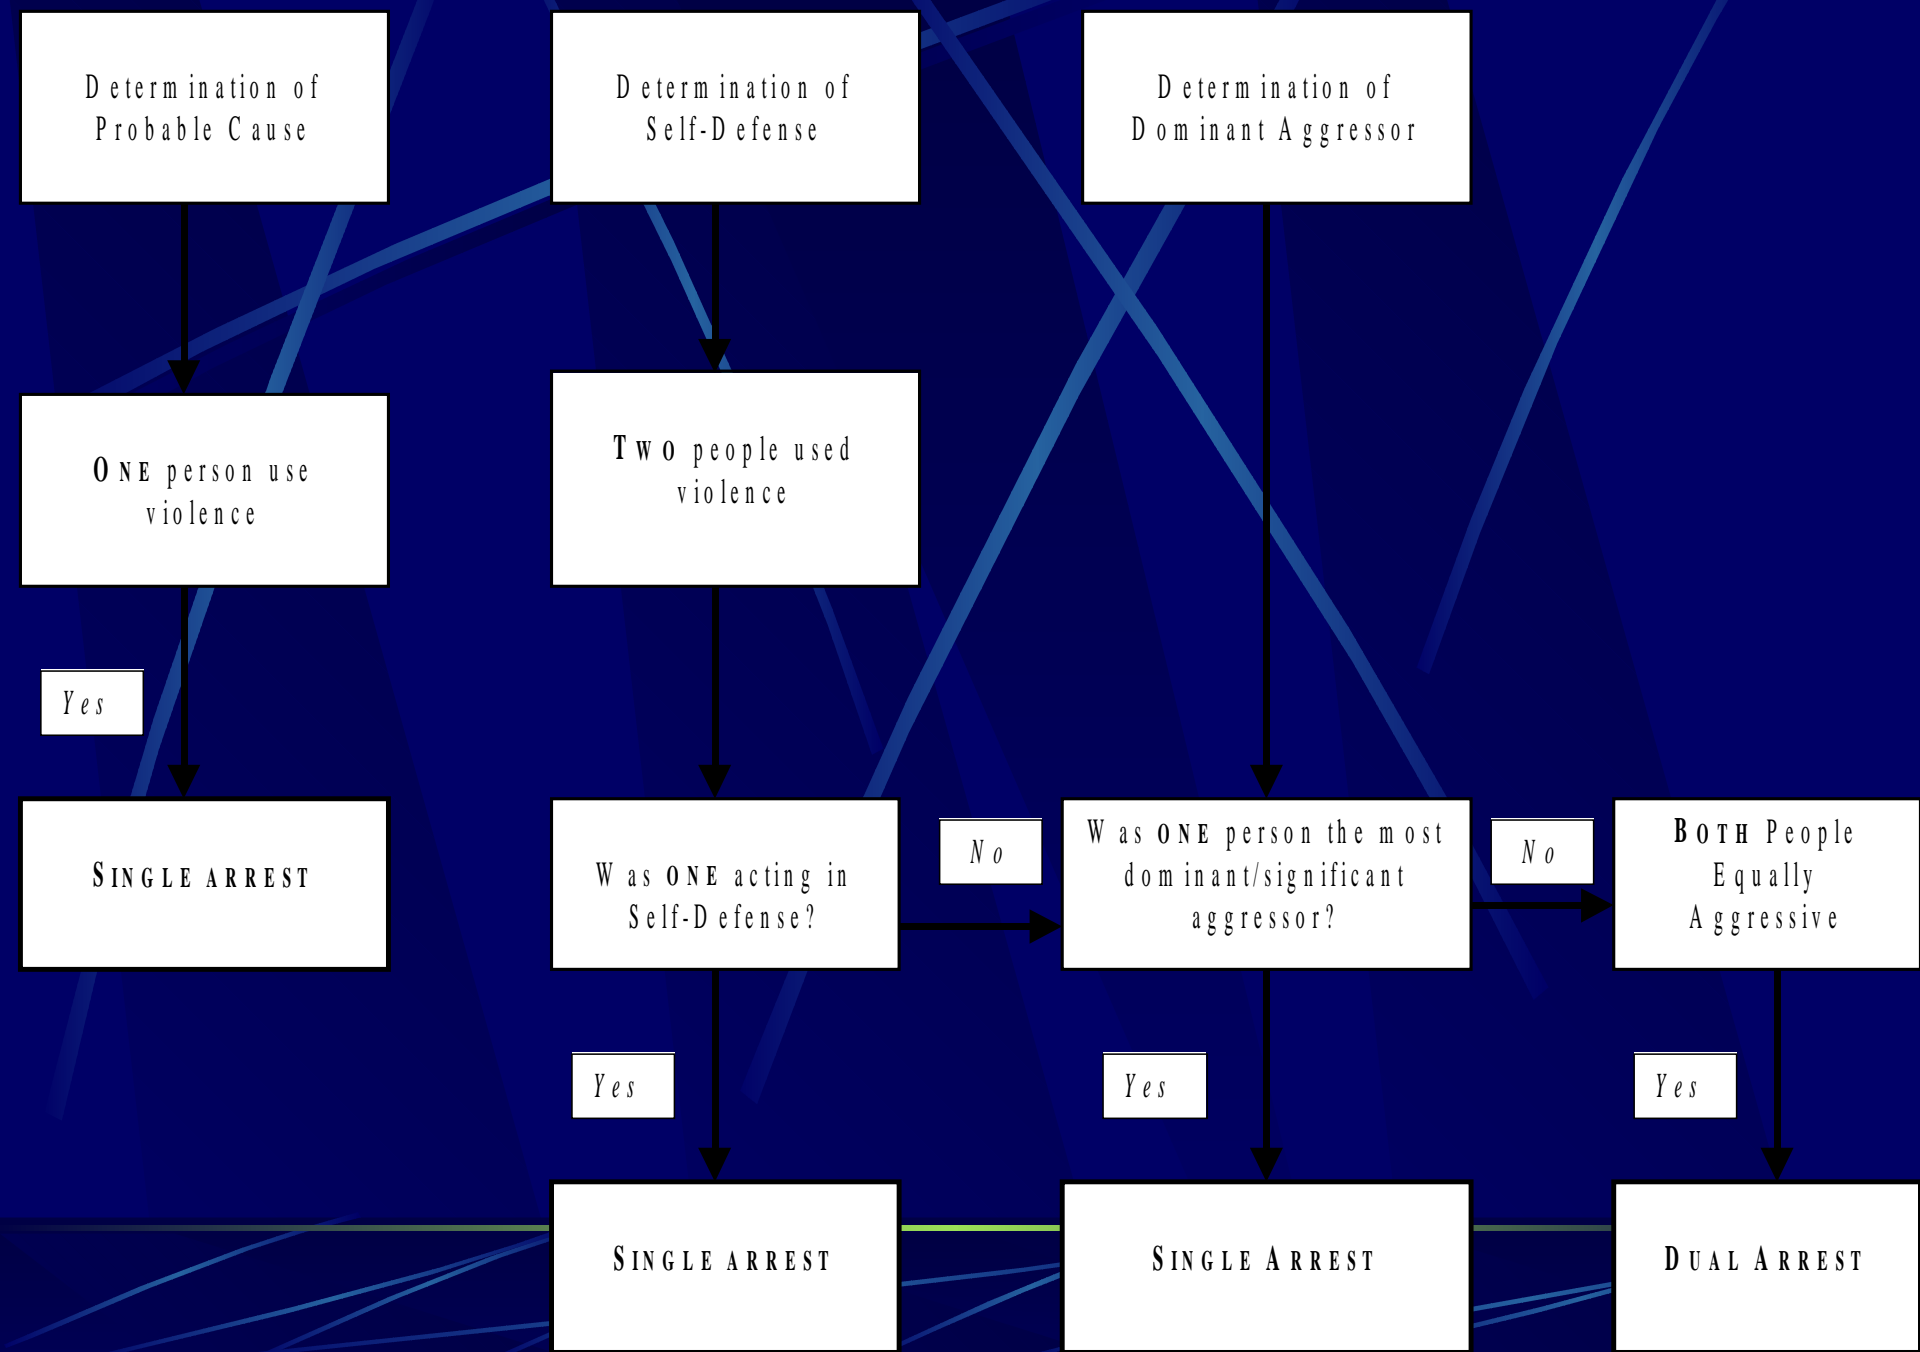 Determination of
Probable Cause
Determination of
Self-Defense
Determination of
Dominant Aggressor
ONE person use
violence
TWO people used
violence
Yes
SINGLE ARREST
Was ONE acting in
Self-Defense?
No
Was ONE person the most
dominant/significant
aggressor?
No
BOTH People
Equally
Aggressive
Yes
Yes
Yes
SINGLE ARREST
SINGLE ARREST
DUAL ARREST